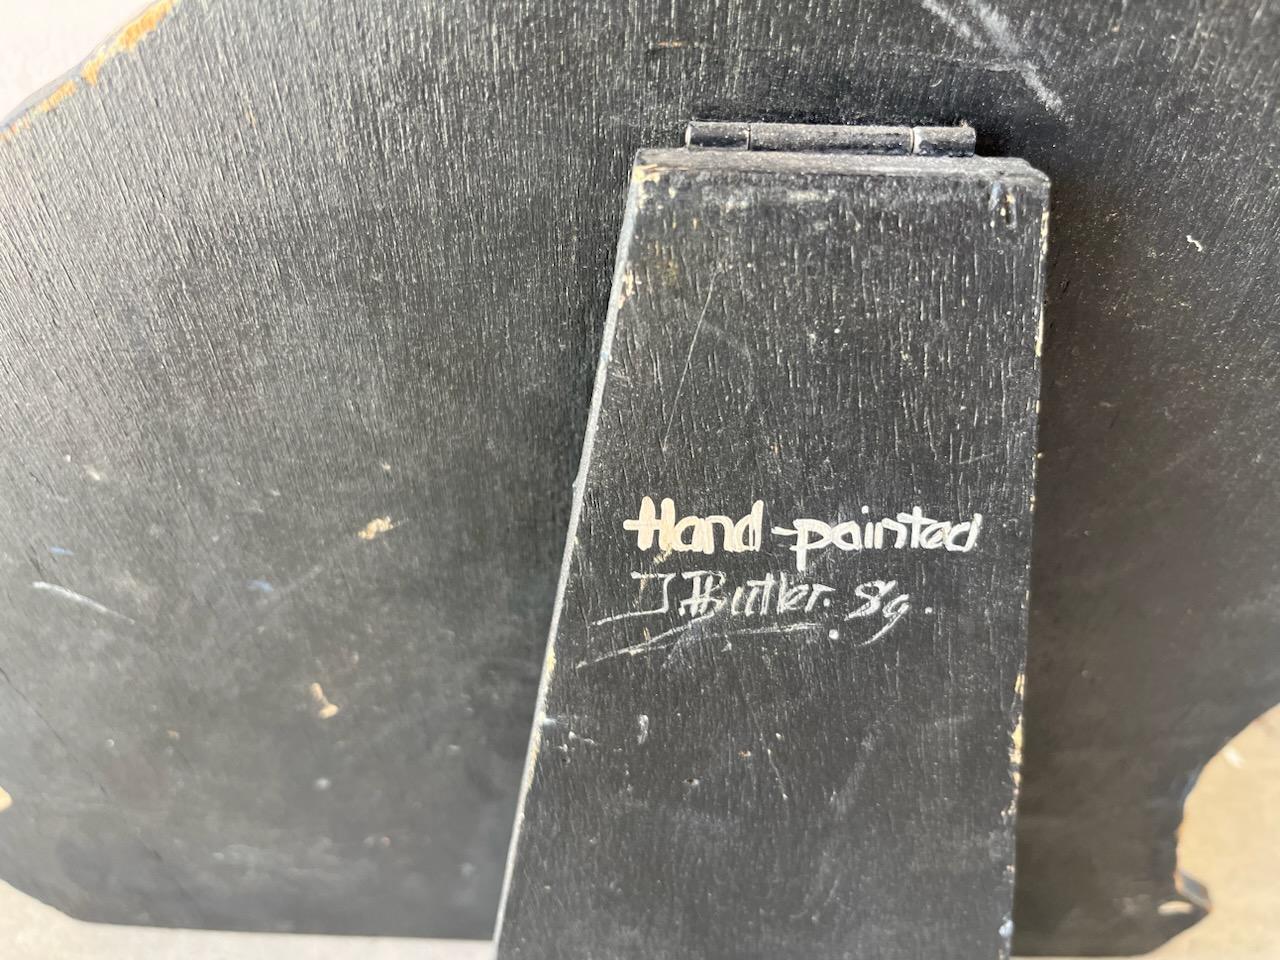 Hand-painted
J. Butler. 89.